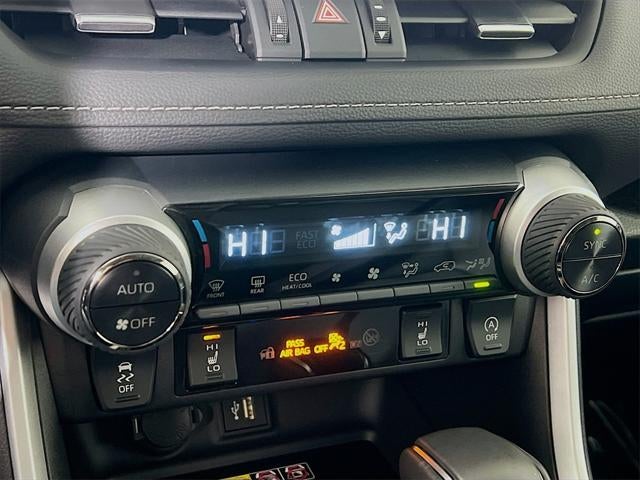 HI FAST ECO HI
AUTO
OFF
FRONT REAR ECO HEAT/COOL
SYNC
A/C
OFF
HI
LO
PASS
AIR BAG OFF
HI
LO
A
OFF